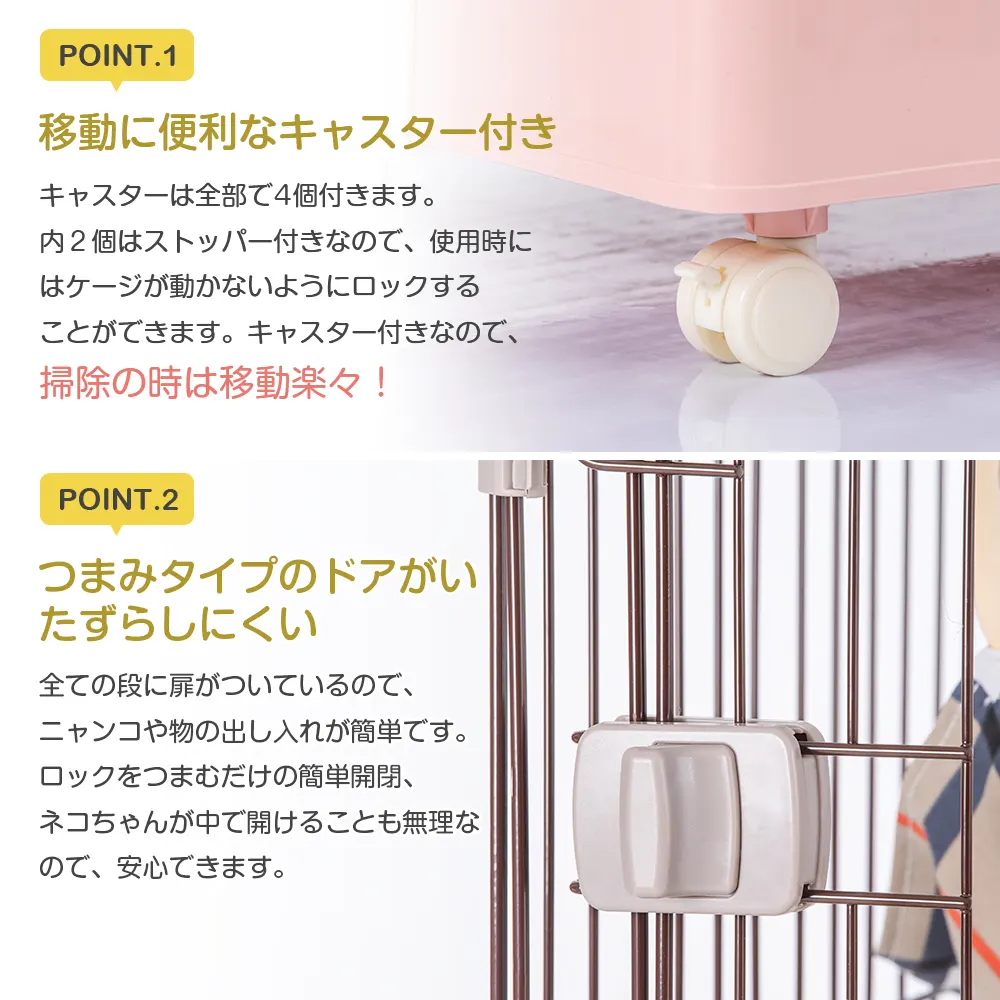 POINT.1
移動に便利なキャスター付き
キャスターは全部で4個付きます。
内２個はストッパー付きなので、使用時に
はケージが動かないようにロックする
ことができます。キャスター付きなので、
掃除の時は移動楽々！
POINT.2
つまみタイプのドアがい
たずらしにくい
全ての段に扉がついているので、
ニャンコや物の出し入れが簡単です。
ロックをつまむだけの簡単開閉、
ネコちゃんが中で開けることも無理な
ので、安心できます。